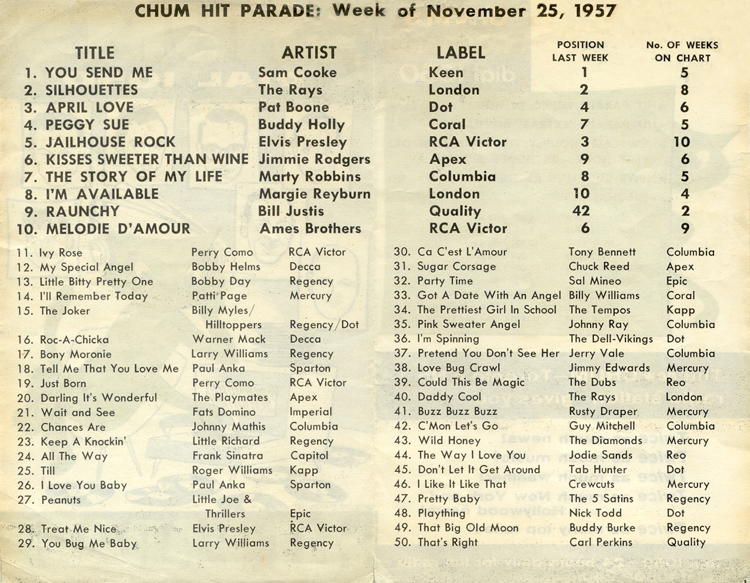 CHUM HIT PARADE: Week of November 25, 1957
TITLE ARTIST LABEL POSITION LAST WEEK No. OF WEEKS ON CHART
1. YOU SEND ME Sam Cooke Keen 1 5
2. SILHOUETTES The Rays London 2 8
3. APRIL LOVE Pat Boone Dot 4 6
4. PEGGY SUE Buddy Holly Coral 7 5
5. JAILHOUSE ROCK Elvis Presley RCA Victor 3 10
6. KISSES SWEETER THAN WINE Jimmie Rodgers Apex 9 6
7. THE STORY OF MY LIFE Marty Robbins Columbia 8 5
8. I'M AVAILABLE Margie Reyburn London 10 4
9. RAUNCHY Bill Justis Quality 42 2
10. MELODIE D'AMOUR Ames Brothers RCA Victor 6 9
11. Ivy Rose Perry Como RCA Victor
12. My Special Angel Bobby Helms Decca
13. Little Bitty Pretty One Bobby Day Regency
14. I'll Remember Today Patti Page Mercury
15. The Joker Billy Myles/
Hilltoppers Regency/Dot
16. Roc-A-Chicka Warner Mack Decca
17. Bony Moronie Larry Williams Regency
18. Tell Me That You Love Me Paul Anka Sparton
19. Just Born Perry Como RCA Victor
20. Darling It's Wonderful The Playmates Apex
21. Wait and See Fats Domino Imperial
22. Chances Are Johnny Mathis Columbia
23. Keep A Knockin' Little Richard Regency
24. All The Way Frank Sinatra Capitol
25. Till Roger Williams Kapp
26. I Love You Baby Paul Anka Sparton
27. Peanuts Little Joe &
Thrillers Epic
28. Treat Me Nice Elvis Presley RCA Victor
29. You Bug Me Baby Larry Williams Regency
30. Ca C'est L'Amour Tony Bennett Columbia
31. Sugar Corsage Chuck Reed Apex
32. Party Time Sal Mineo Epic
33. Got A Date With An Angel Billy Williams Coral
34. The Prettiest Girl In School The Tempos Kapp
35. Pink Sweater Angel Johnny Ray Columbia
36. I'm Spinning The Dell-Vikings Dot
37. Pretend You Don't See Her Jerry Vale Columbia
38. Love Bug Crawl Jimmy Edwards Mercury
39. Could This Be Magic The Dubs Reo
40. Daddy Cool The Rays London
41. Buzz Buzz Buzz Rusty Draper Mercury
42. C'Mon Let's Go Guy Mitchell Columbia
43. Wild Honey The Diamonds Mercury
44. The Way I Love You Jodie Sands Reo
45. Don't Let It Get Around Tab Hunter Dot
46. I Like It Like That Crewcuts Mercury
47. Pretty Baby The 5 Satins Regency
48. Plaything Nick Todd Dot
49. That Big Old Moon Buddy Burke Regency
50. That's Right Carl Perkins Quality